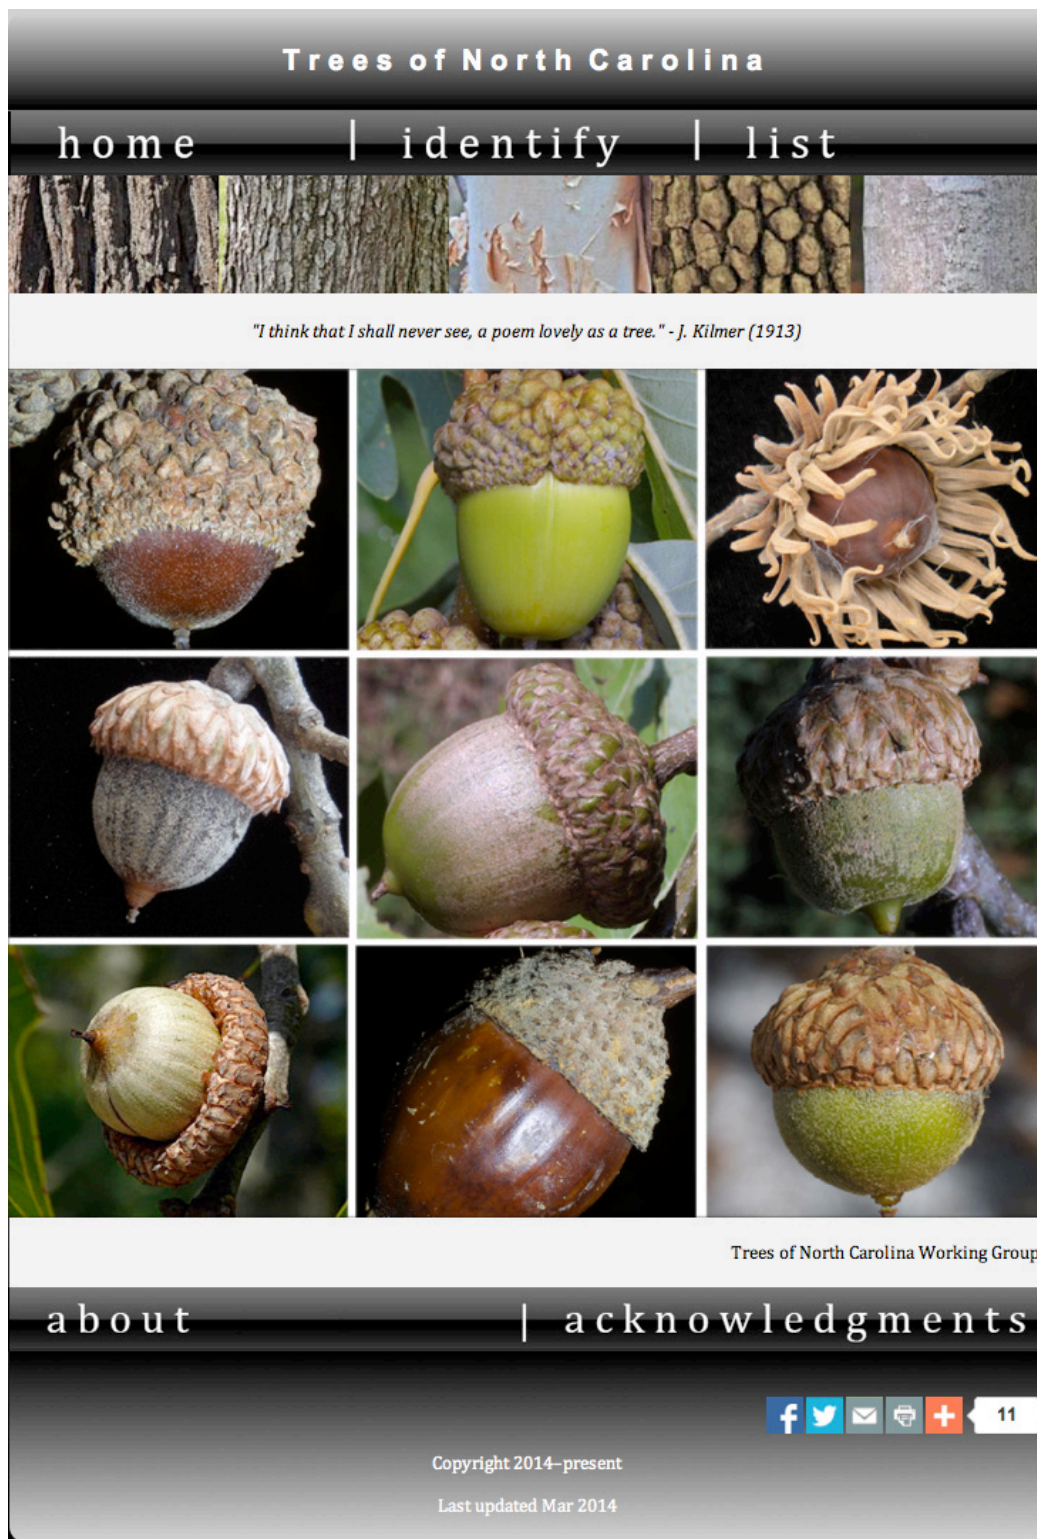 Trees of North Carolina
home | identify | list
"I think that I shall never see, a poem lovely as a tree." - J. Kilmer (1913)
Trees of North Carolina Working Group
about | acknowledgments
11
Copyright 2014–present
Last updated Mar 2014